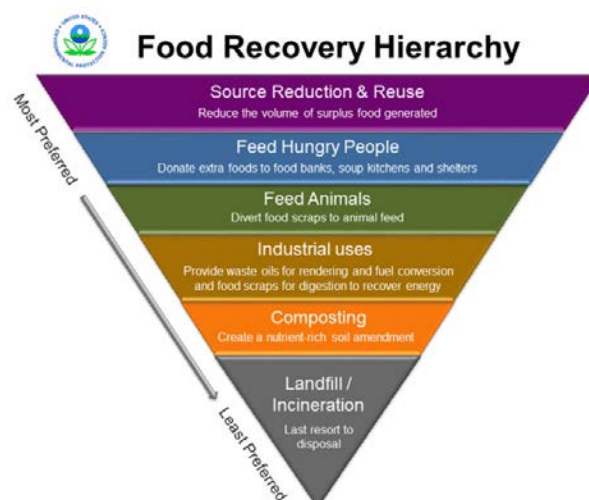 Food Recovery Hierarchy
Most Preferred
Source Reduction & Reuse
Reduce the volume of surplus food generated
Feed Hungry People
Donate extra foods to food banks, soup kitchens and shelters
Feed Animals
Divert food scraps to animal feed
Industrial uses
Provide waste oils for rendering and fuel conversion
and food scraps for digestion to recover energy
Composting
Create a nutrient-rich soil amendment
Landfill /
Incineration
Last resort to
disposal
Least Preferred